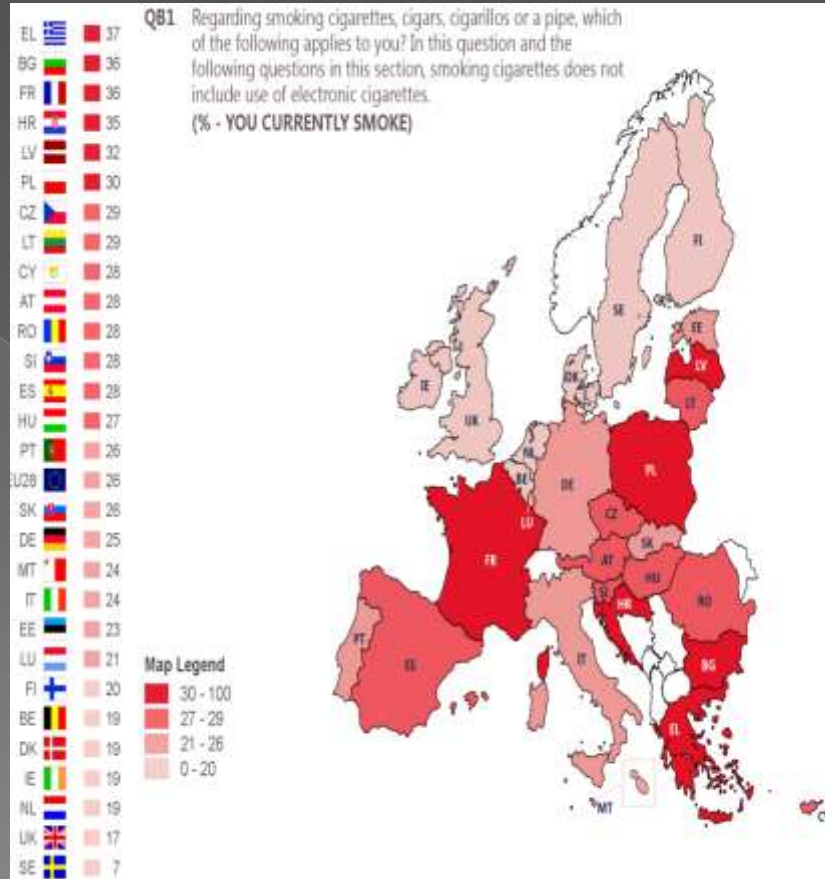 QB1 Regarding smoking cigarettes, cigars, cigarillos or a pipe, which
of the following applies to you? In this question and the
following questions in this section, smoking cigarettes does not
include use of electronic cigarettes.
(% - YOU CURRENTLY SMOKE)
EL 37
BG 36
FR 36
HR 35
LV 32
PL 30
CZ 29
LT 29
CY 28
AT 28
RO 28
SI 28
ES 28
HU 27
PT 26
EU28 26
SK 26
DE 25
MT 24
IT 24
EE 23
LU 21
FI 20
BE 19
DK 19
IE 19
NL 19
UK 17
SE 7
Map Legend
30 - 100
27 - 29
21 - 26
0 - 20
FI
SE
EE
LV
LT
DK
IE
UK
NL
BE
DE
PL
LU
CZ
SK
FR
AT
HU
SI
HR
RO
PT
ES
IT
BG
EL
MT
C